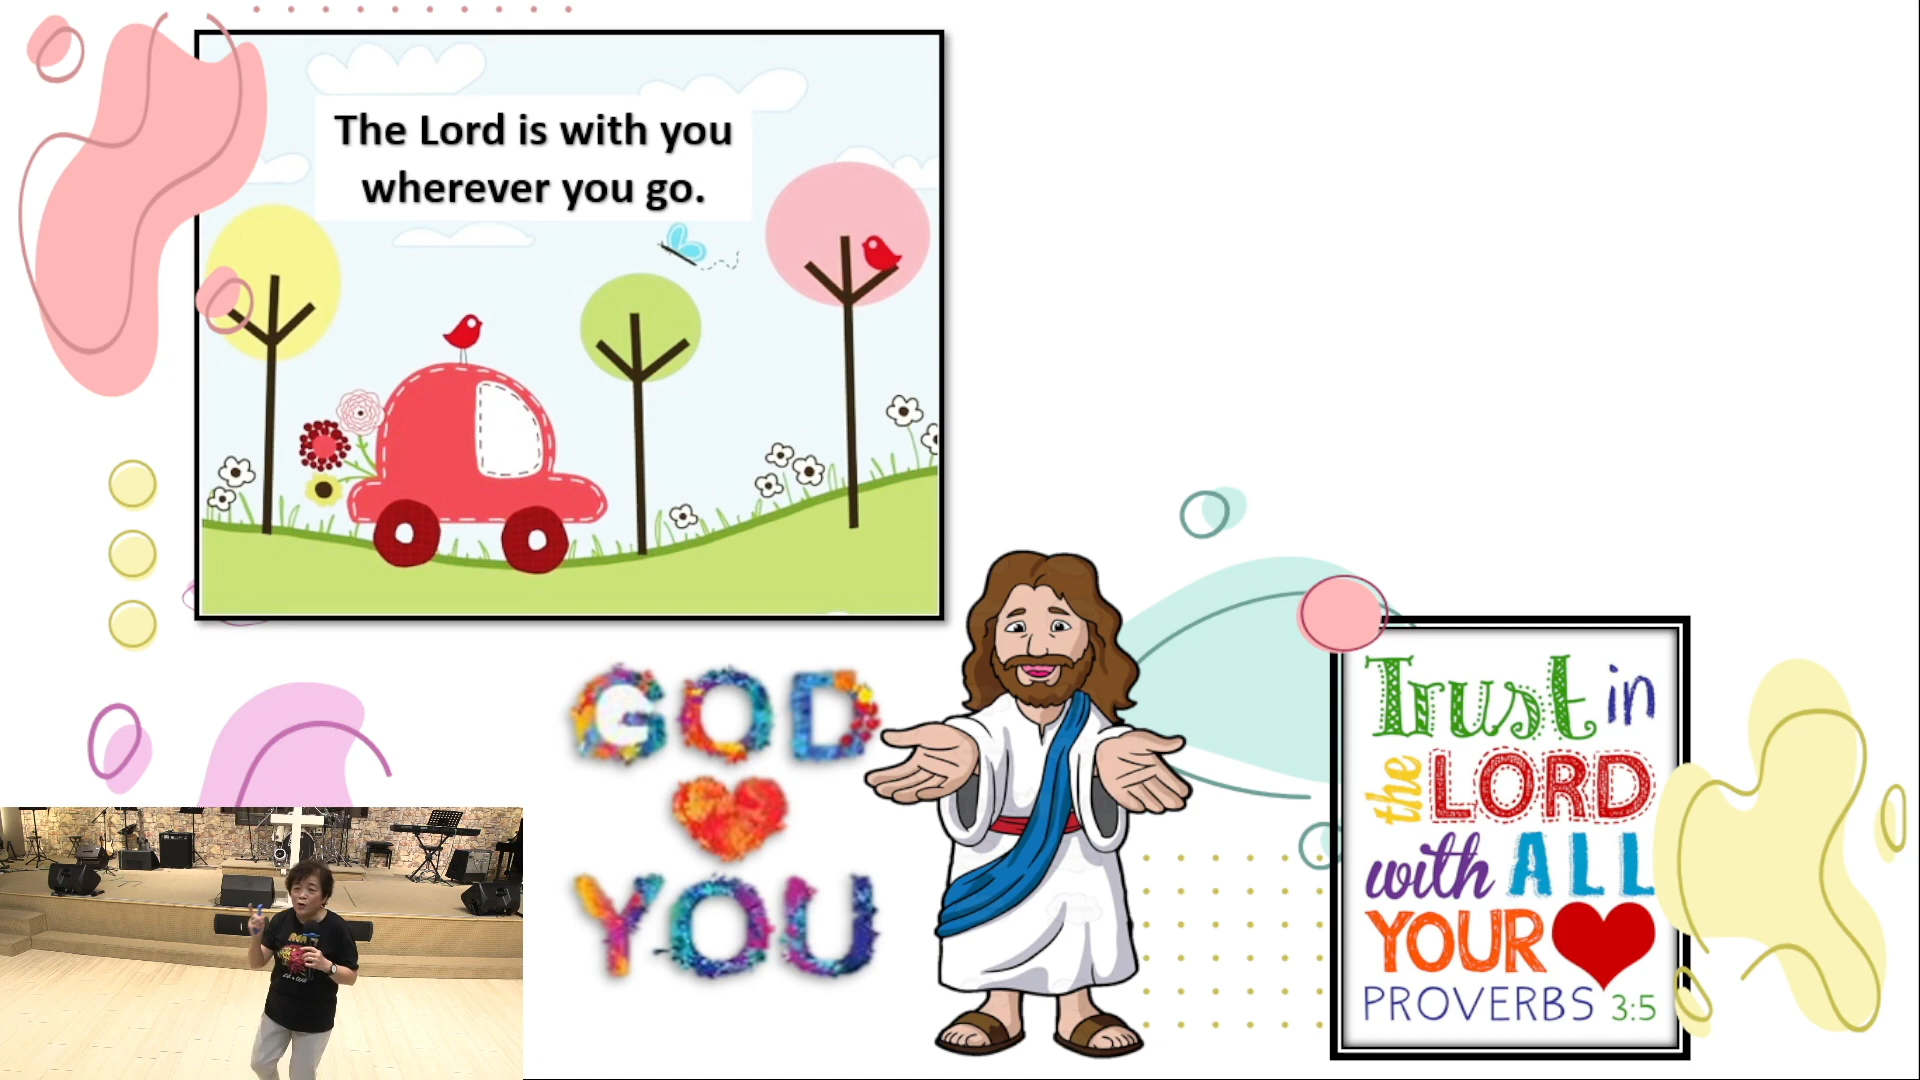 The Lord is with you
wherever you go.
GOD
YOU
Trust in
the LORD
with ALL
YOUR
PROVERBS 3:5